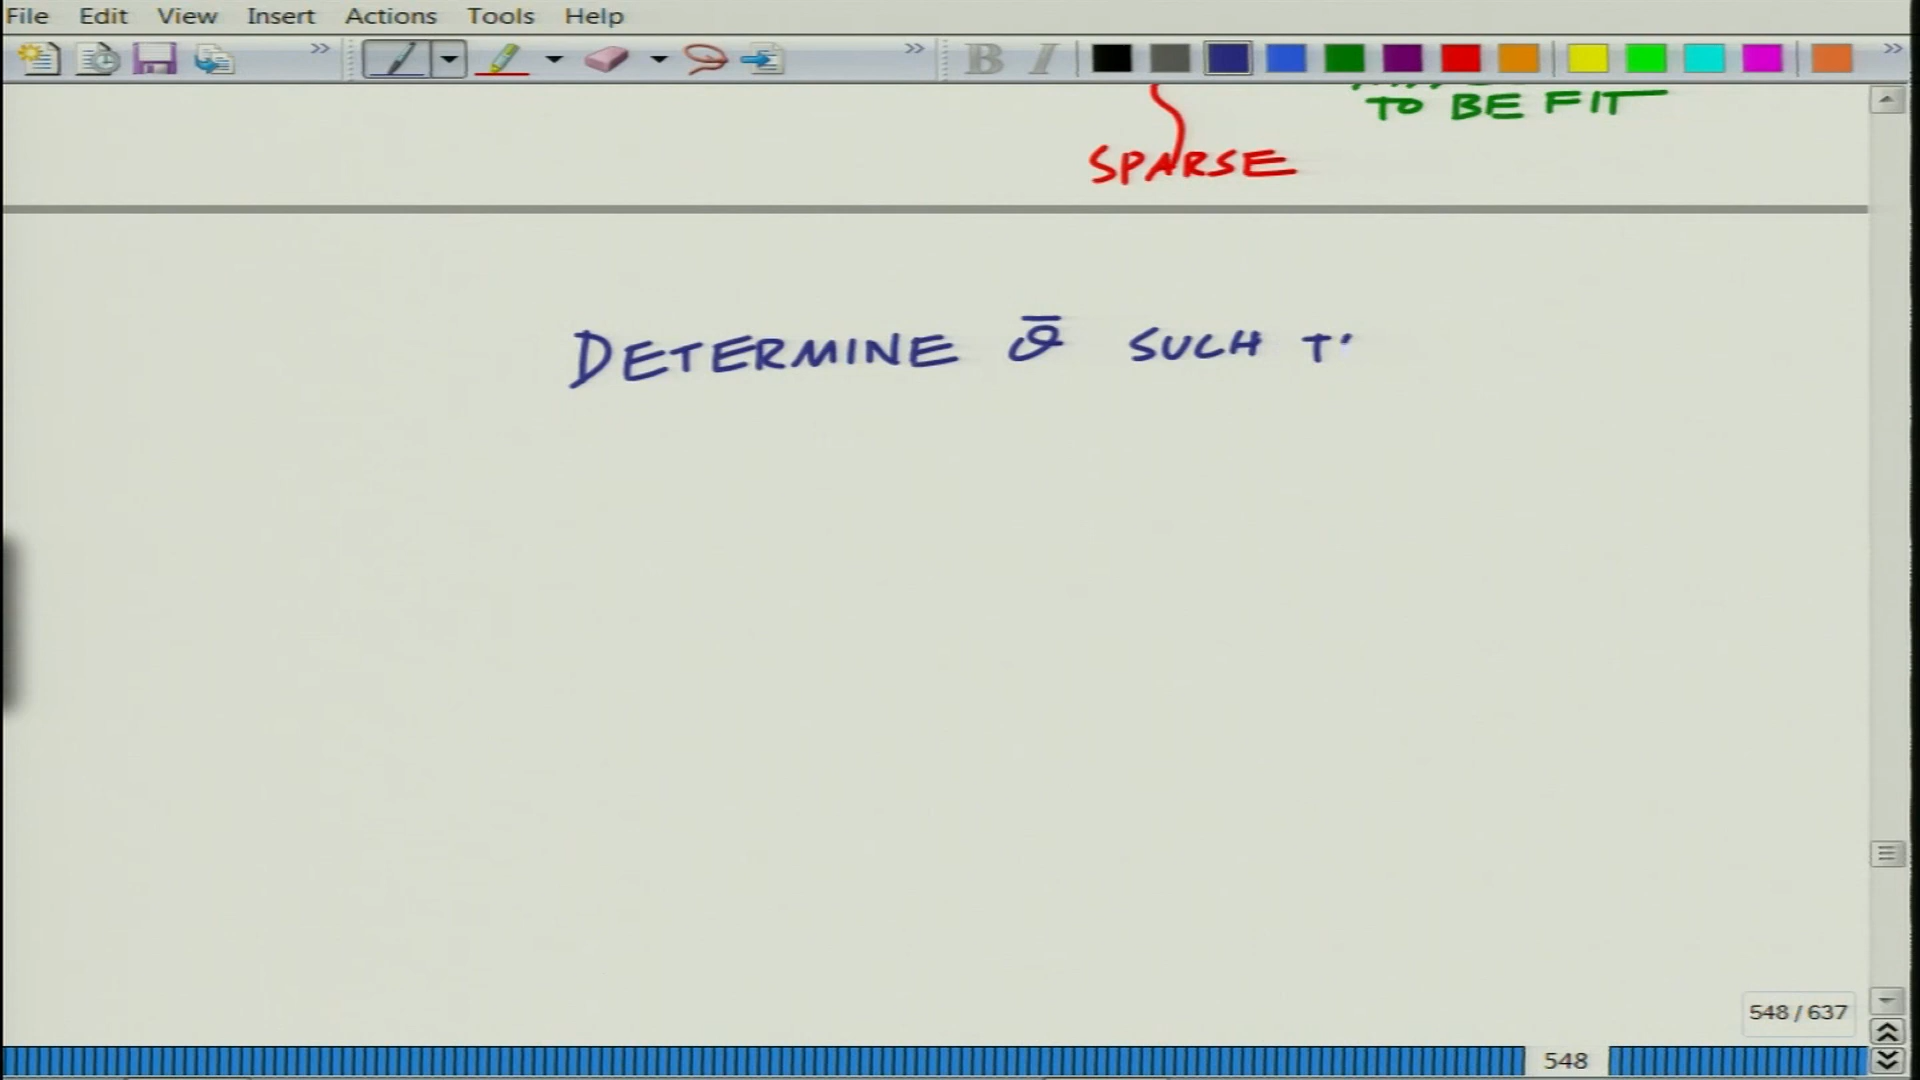 File Edit View Insert Actions Tools Help
B I
TO BE FIT
SPARSE
DETERMINE θ̄ SUCH T
548 / 637
548